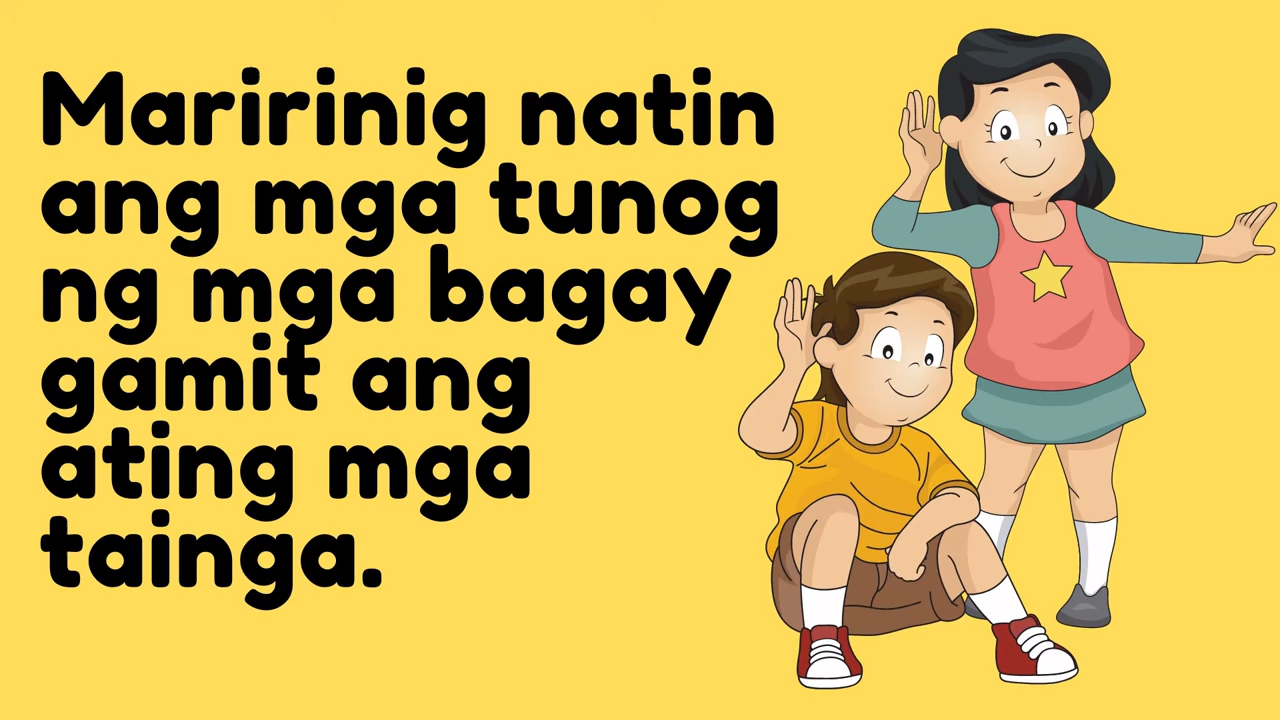 Maririnig natin
ang mga tunog
ng mga bagay
gamit ang
ating mga
tainga.